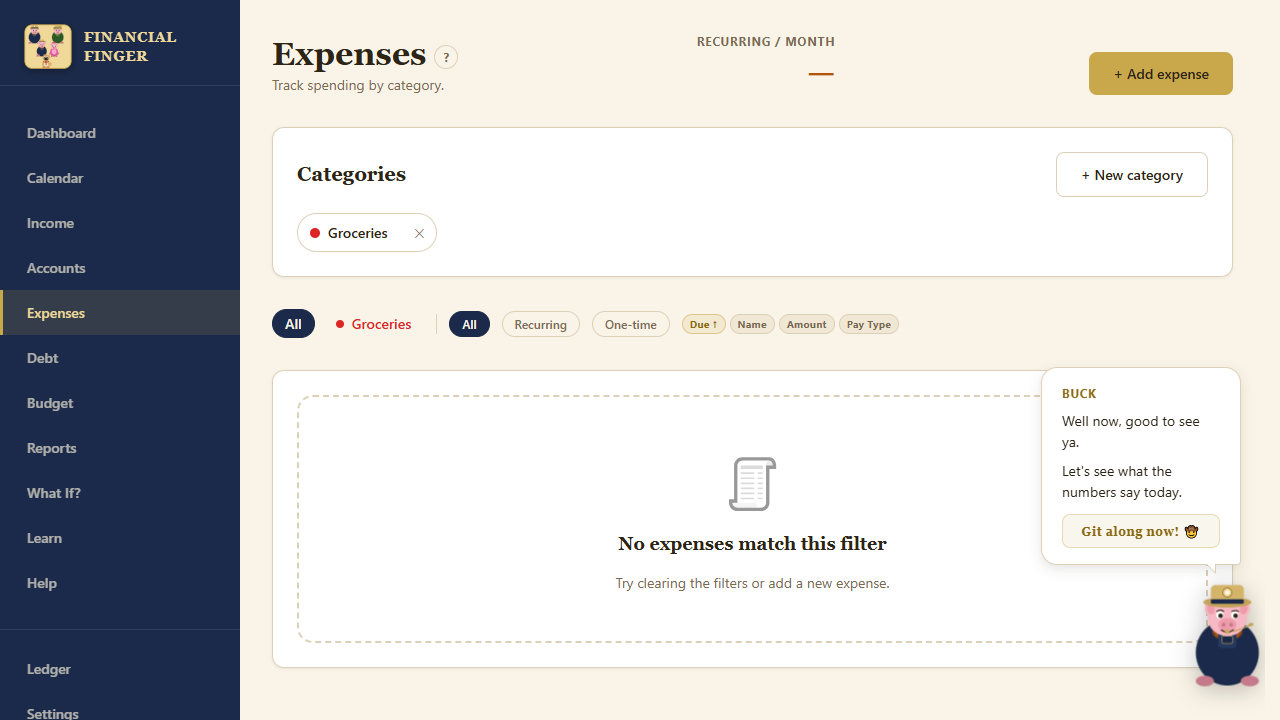 FINANCIAL
FINGER
Dashboard
Calendar
Income
Accounts
Expenses
Debt
Budget
Reports
What If?
Learn
Help
Ledger
Settings
Expenses ?
Track spending by category.
RECURRING / MONTH
—
+ Add expense
Categories
+ New category
Groceries ×
All Groceries All Recurring One-time Due ↑ Name Amount Pay Type
No expenses match this filter
Try clearing the filters or add a new expense.
BUCK
Well now, good to see
ya.
Let's see what the
numbers say today.
Git along now! 🤠